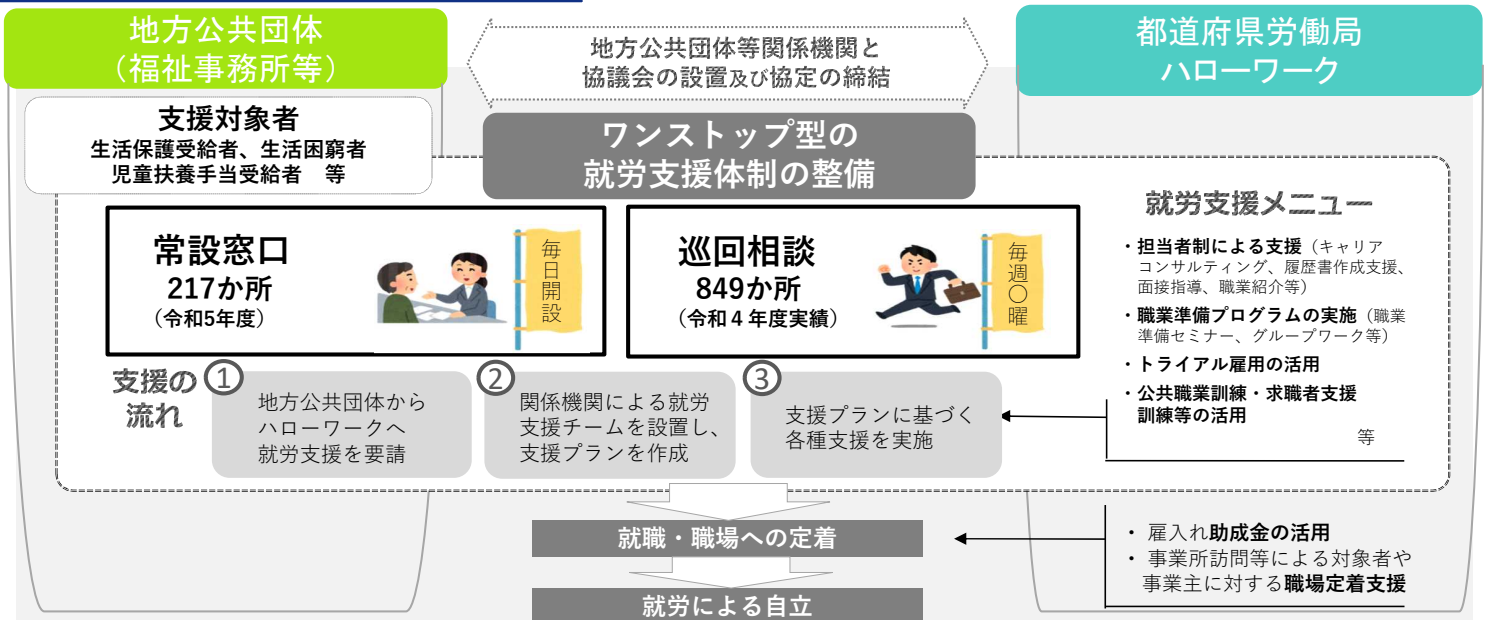 地方公共団体
（福祉事務所等）
地方公共団体等関係機関と
協議会の設置及び協定の締結
都道府県労働局
ハローワーク
支援対象者
生活保護受給者、生活困窮者
児童扶養手当受給者　等
ワンストップ型の
就労支援体制の整備
常設窓口
217か所
（令和5年度）
毎日開設
巡回相談
849か所
（令和４年度実績）
毎週〇曜
就労支援メニュー
・担当者制による支援（キャリア
コンサルティング、履歴書作成支援、
面接指導、職業紹介等）
・職業準備プログラムの実施（職業
準備セミナー、グループワーク等）
・トライアル雇用の活用
・公共職業訓練・求職者支援
訓練等の活用
等
支援の
流れ
①
地方公共団体から
ハローワークへ
就労支援を要請
②
関係機関による就労
支援チームを設置し、
支援プランを作成
③
支援プランに基づく
各種支援を実施
就職・職場への定着
・ 雇入れ助成金の活用
・ 事業所訪問等による対象者や
事業主に対する職場定着支援
就労による自立